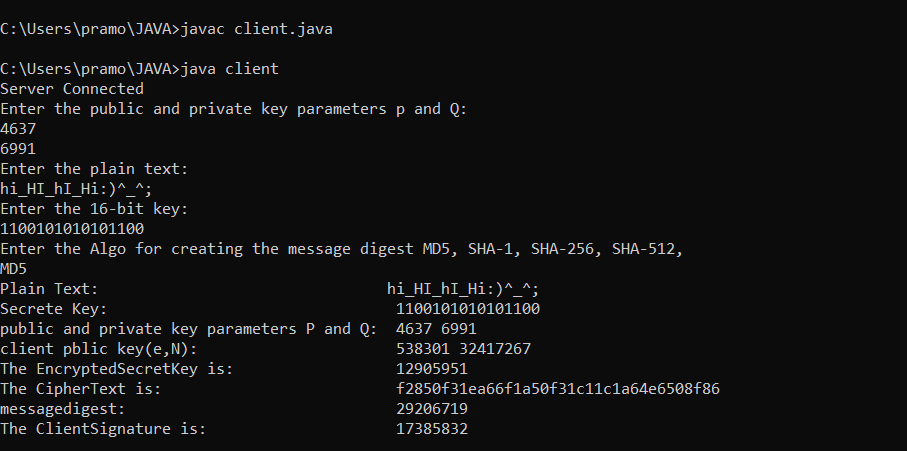 C:\Users\pramo\JAVA>javac client.java
C:\Users\pramo\JAVA>java client
Server Connected
Enter the public and private key parameters p and Q:
4637
6991
Enter the plain text:
hi_HI_hI_Hi:)^_^;
Enter the 16-bit key:
1100101010101100
Enter the Algo for creating the message digest MD5, SHA-1, SHA-256, SHA-512,
MD5
Plain Text: hi_HI_hI_Hi:)^_^;
Secrete Key: 1100101010101100
public and private key parameters P and Q: 4637 6991
client pblic key(e,N): 538301 32417267
The EncryptedSecretKey is: 12905951
The CipherText is: f2850f31ea66f1a50f31c11c1a64e6508f86
messagedigest: 29206719
The ClientSignature is: 17385832